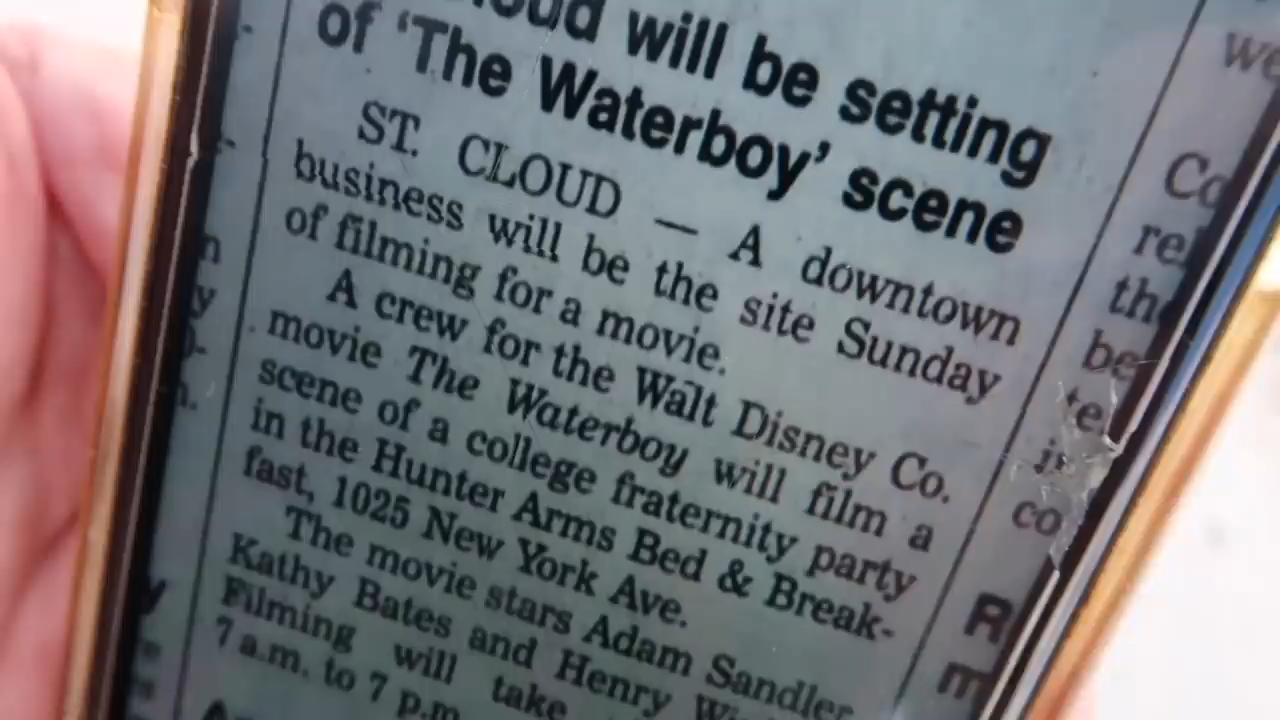 will be setting
of 'The Waterboy' scene
ST. CLOUD — A downtown
business will be the site Sunday
of filming for a movie.
A crew for the Walt Disney Co.
movie The Waterboy will film a
scene of a college fraternity party
in the Hunter Arms Bed & Break-
fast, 1025 New York Ave.
The movie stars Adam Sandler,
Kathy Bates and Henry
Filming will take
7 a.m. to 7 p.m.